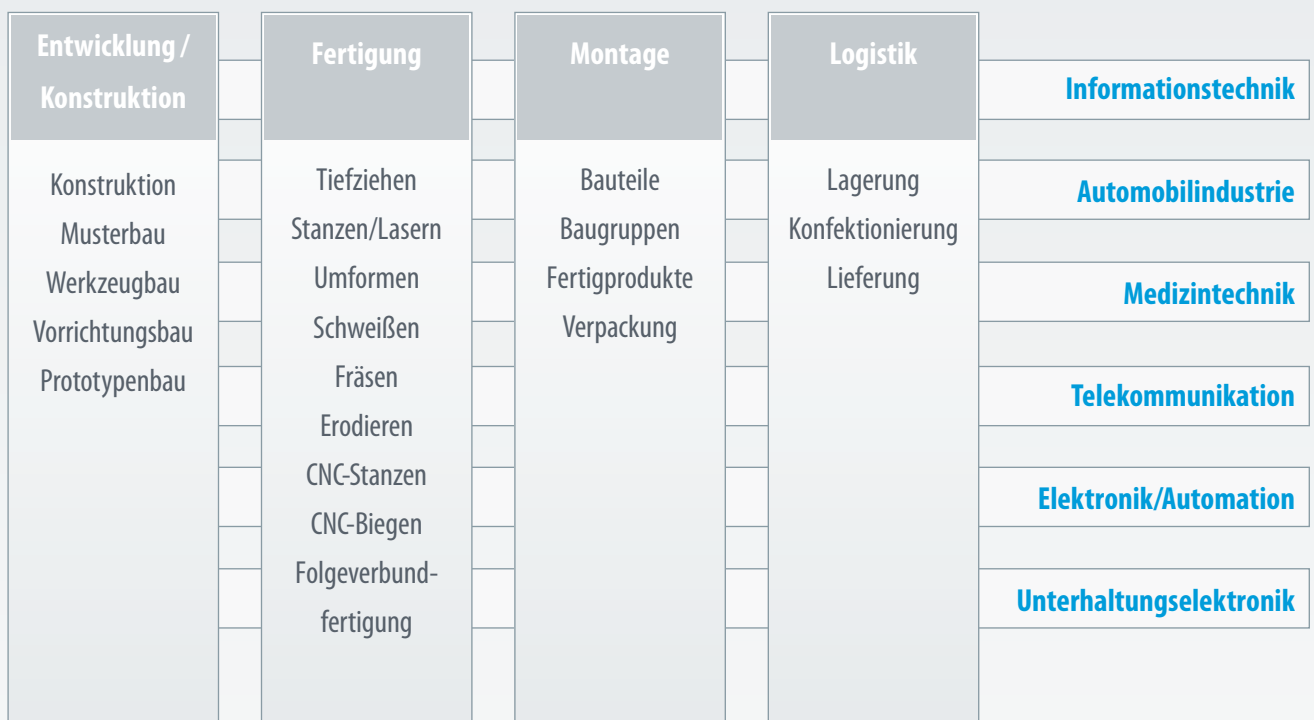 Entwicklung /
Konstruktion
Konstruktion
Musterbau
Werkzeugbau
Vorrichtungsbau
Prototypenbau
Fertigung
Tiefziehen
Stanzen/Lasern
Umformen
Schweißen
Fräsen
Erodieren
CNC-Stanzen
CNC-Biegen
Folgeverbund-
fertigung
Montage
Bauteile
Baugruppen
Fertigprodukte
Verpackung
Logistik
Lagerung
Konfektionierung
Lieferung
Informationstechnik
Automobilindustrie
Medizintechnik
Telekommunikation
Elektronik/Automation
Unterhaltungselektronik